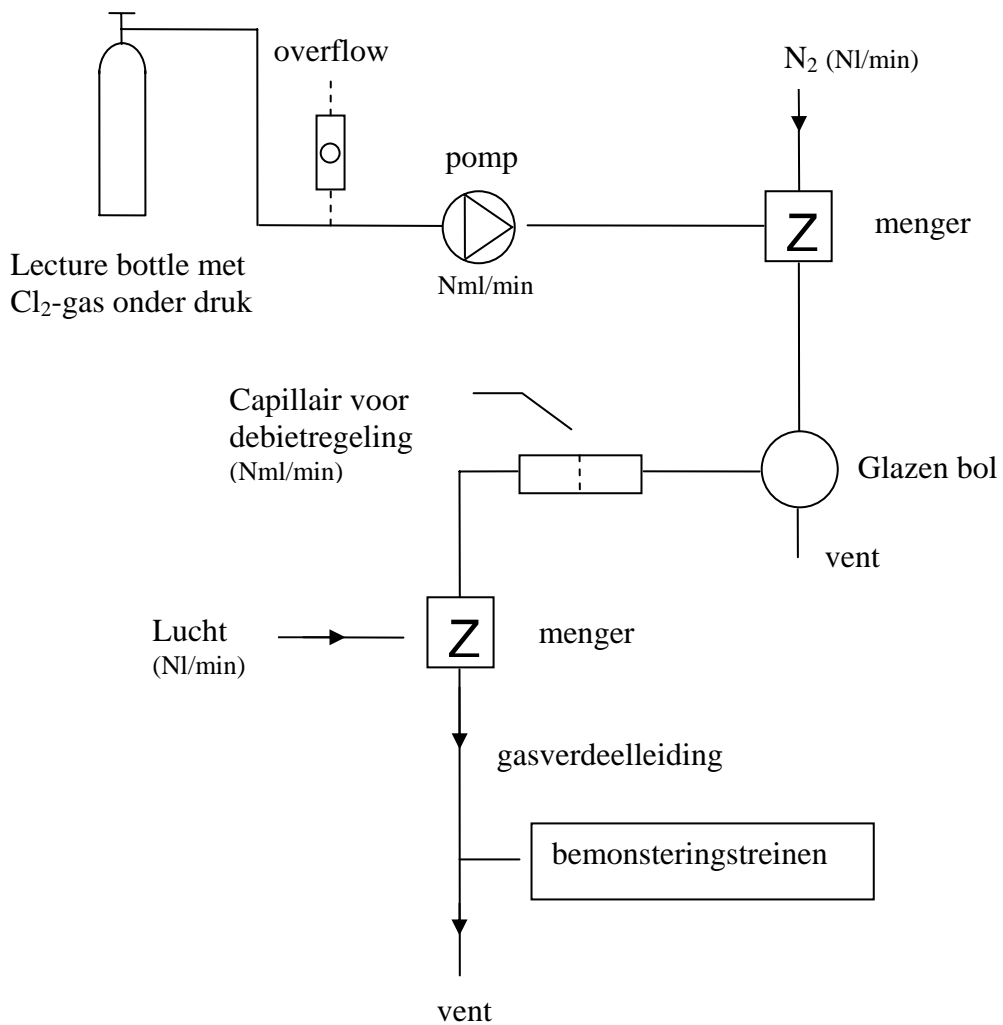 overflow
N₂ (Nl/min)
pomp
Z
menger
Nml/min
Lecture bottle met
Cl₂-gas onder druk
Capillair voor
debietregeling
(Nml/min)
Glazen bol
vent
Lucht
(Nl/min)
Z
menger
gasverdeelleiding
bemonsteringstreinen
vent